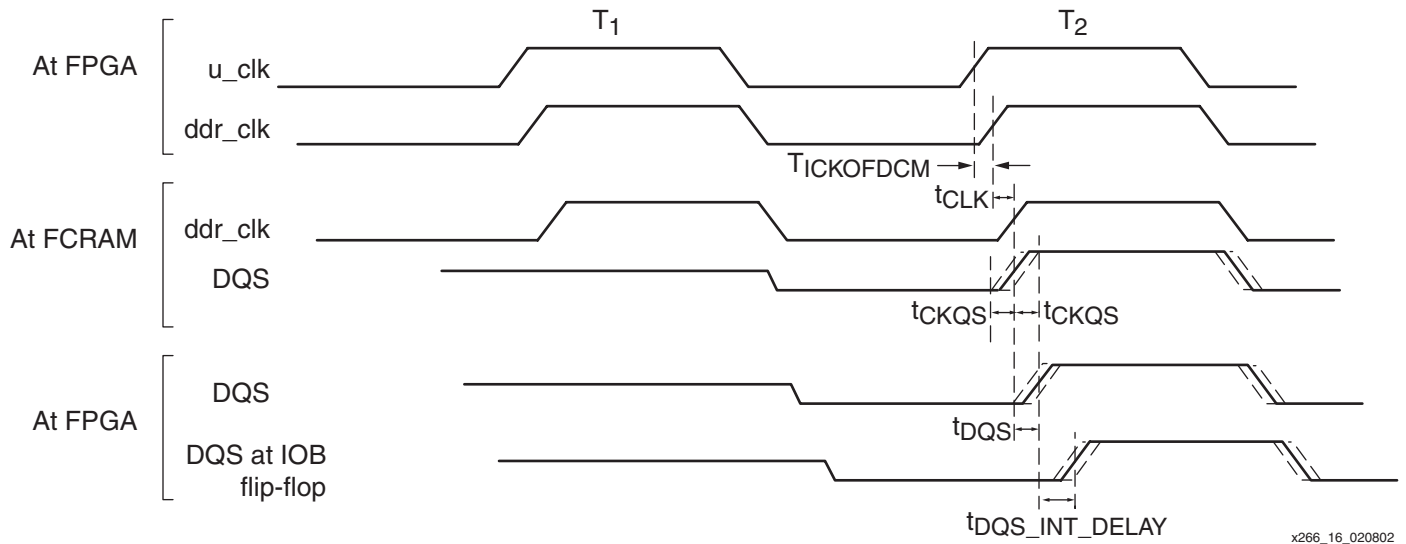 T1 T2
At FPGA
u_clk
ddr_clk
TICKOFDCM
tCLK
At FCRAM
ddr_clk
DQS
tCKQS tCKQS
At FPGA
DQS
tDQS
DQS at IOB
flip-flop
tDQS_INT_DELAY
x266_16_020802